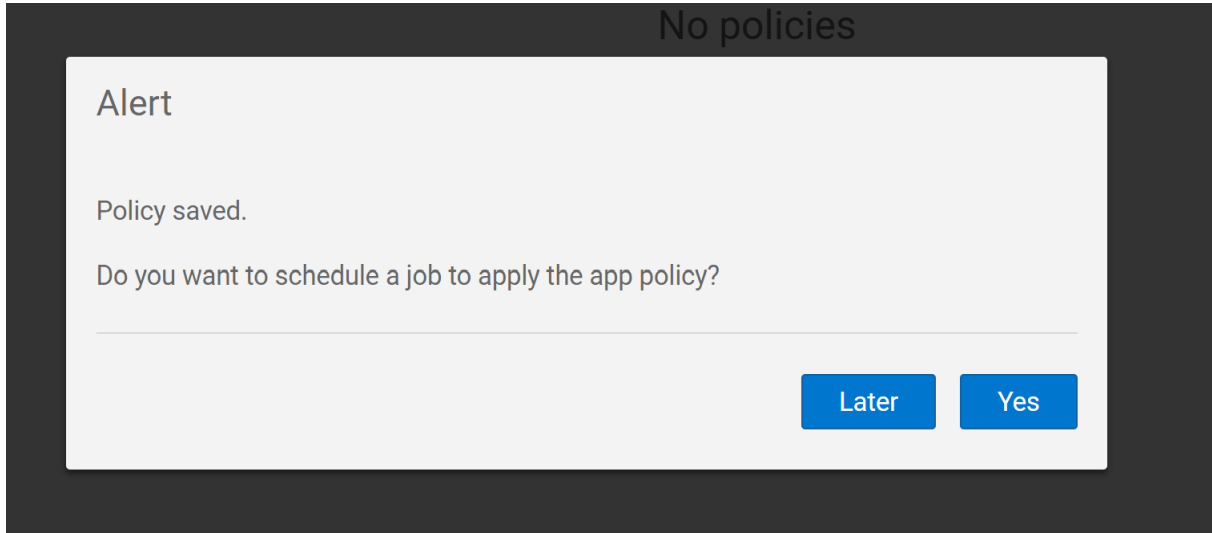 No policies
Alert
Policy saved.
Do you want to schedule a job to apply the app policy?
Later Yes